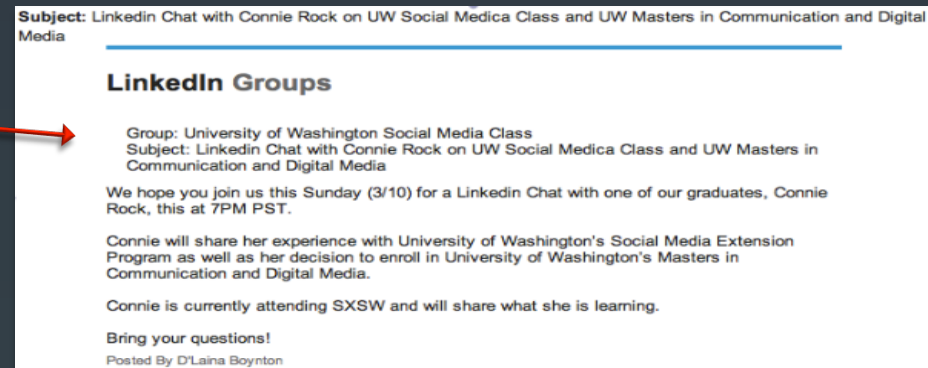 Subject: Linkedin Chat with Connie Rock on UW Social Medica Class and UW Masters in Communication and Digital
Media
LinkedIn Groups
Group: University of Washington Social Media Class
Subject: Linkedin Chat with Connie Rock on UW Social Medica Class and UW Masters in
Communication and Digital Media
We hope you join us this Sunday (3/10) for a Linkedin Chat with one of our graduates, Connie
Rock, this at 7PM PST.
Connie will share her experience with University of Washington's Social Media Extension
Program as well as her decision to enroll in University of Washington's Masters in
Communication and Digital Media.
Connie is currently attending SXSW and will share what she is learning.
Bring your questions!
Posted By D'Laina Boynton